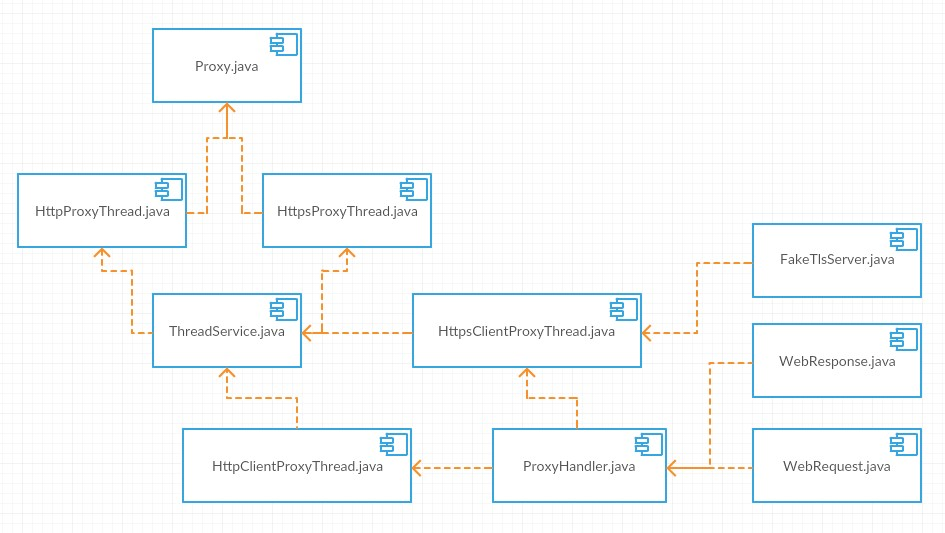 Proxy.java
HttpProxyThread.java
HttpsProxyThread.java
FakeTlsServer.java
ThreadService.java
HttpsClientProxyThread.java
WebResponse.java
HttpClientProxyThread.java
ProxyHandler.java
WebRequest.java